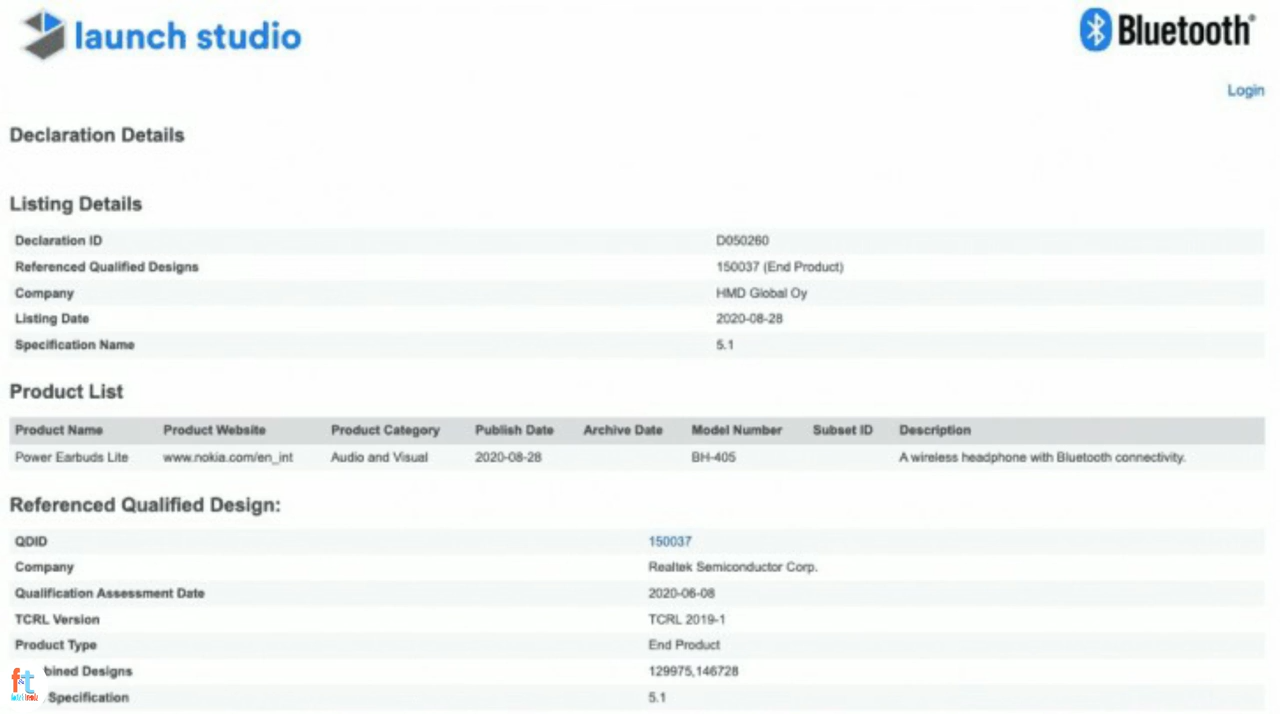 launch studio
Bluetooth®
Login
Declaration Details
Listing Details
Declaration ID D050260
Referenced Qualified Designs 150037 (End Product)
Company HMD Global Oy
Listing Date 2020-08-28
Specification Name 5.1
Product List
Product Name Product Website Product Category Publish Date Archive Date Model Number Subset ID Description
Power Earbuds Lite www.nokia.com/en_int Audio and Visual 2020-08-28 BH-405 A wireless headphone with Bluetooth connectivity.
Referenced Qualified Design:
QDID 150037
Company Realtek Semiconductor Corp.
Qualification Assessment Date 2020-06-08
TCRL Version TCRL 2019-1
Product Type End Product
bined Designs 129975,146728
Specification 5.1
f&t